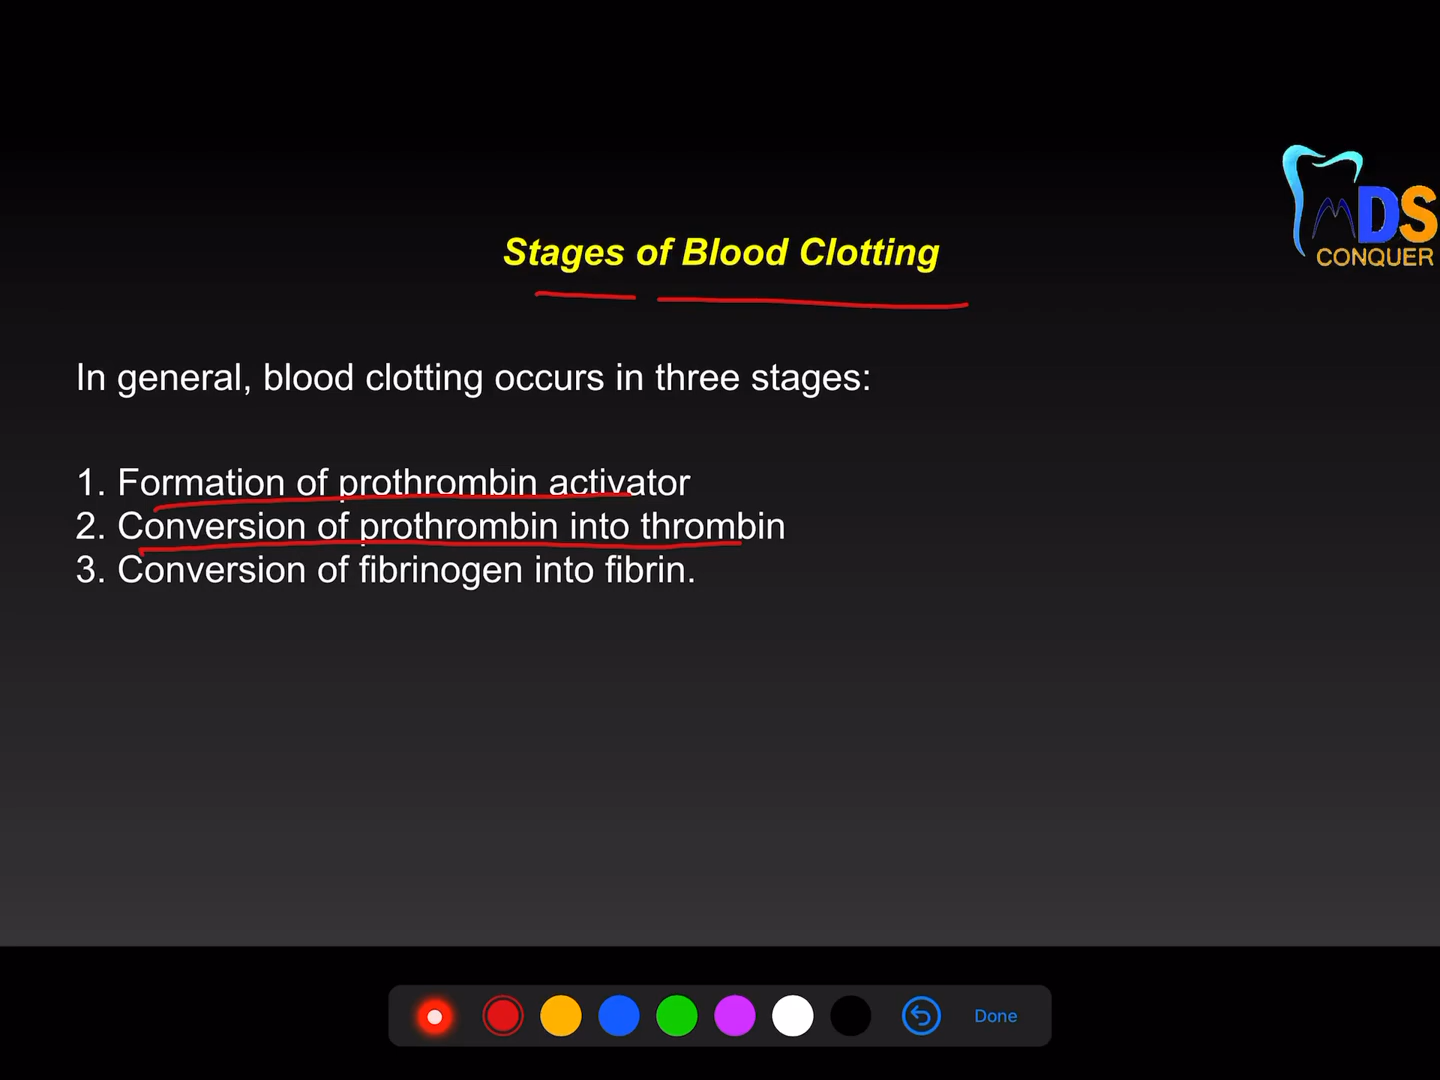 MDS
CONQUER
Stages of Blood Clotting
In general, blood clotting occurs in three stages:
1. Formation of prothrombin activator
2. Conversion of prothrombin into thrombin
3. Conversion of fibrinogen into fibrin.
Done